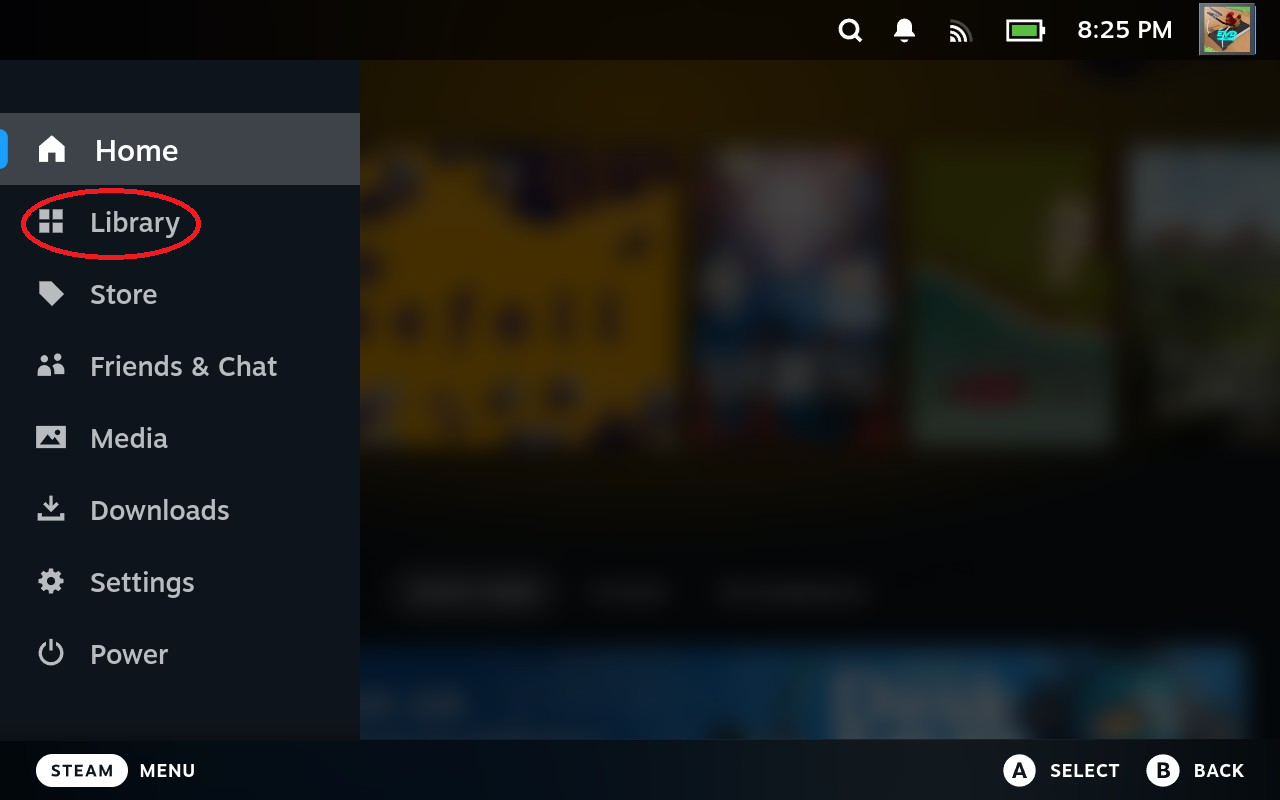 8:25 PM
Home
Library
Store
Friends & Chat
Media
Downloads
Settings
Power
STEAM MENU
A SELECT B BACK